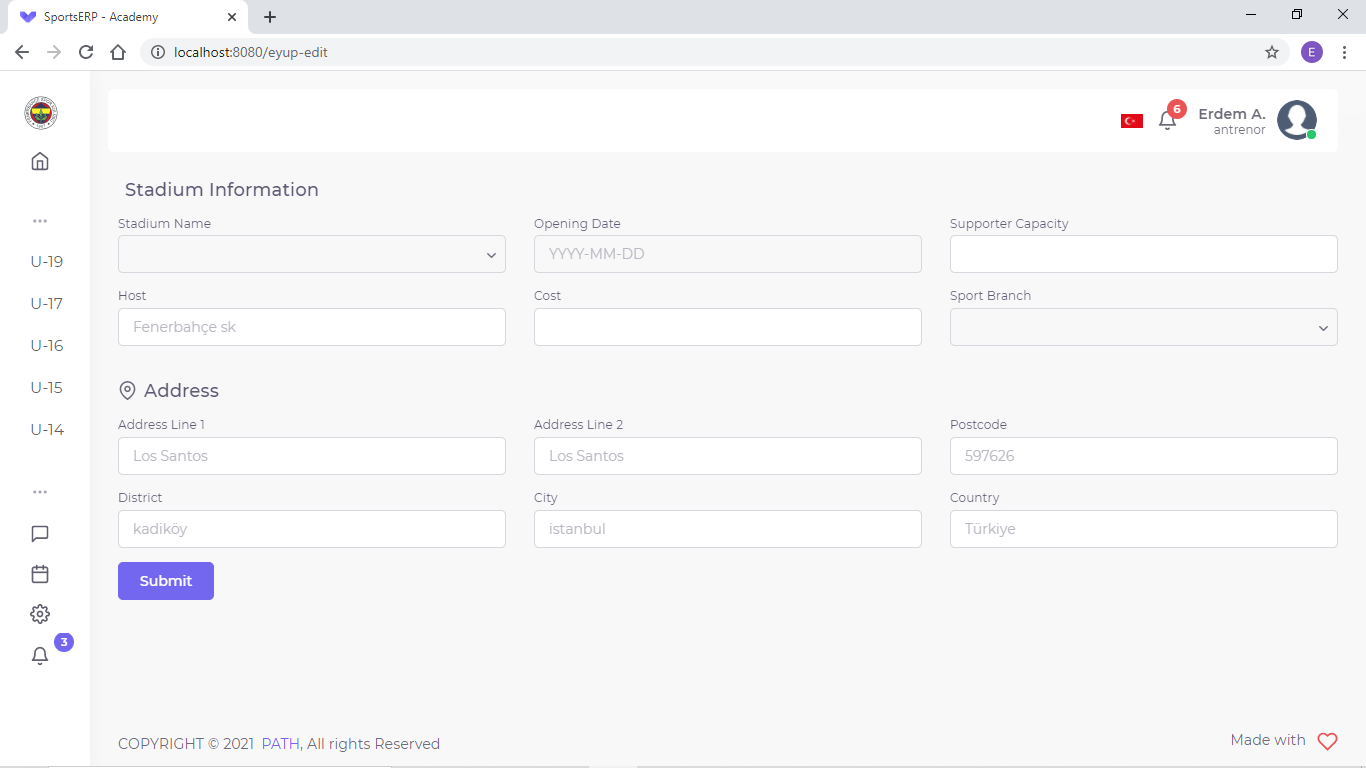 SportsERP - Academy
localhost:8080/eyup-edit
E
6
Erdem A.
antrenor
...
U-19
U-17
U-16
U-15
U-14
...
3
Stadium Information
Stadium Name Opening Date Supporter Capacity
YYYY-MM-DD
Host Cost Sport Branch
Fenerbahçe sk
Address
Address Line 1 Address Line 2 Postcode
Los Santos Los Santos 597626
District City Country
kadiköy istanbul Türkiye
Submit
COPYRIGHT © 2021 PATH, All rights Reserved
Made with